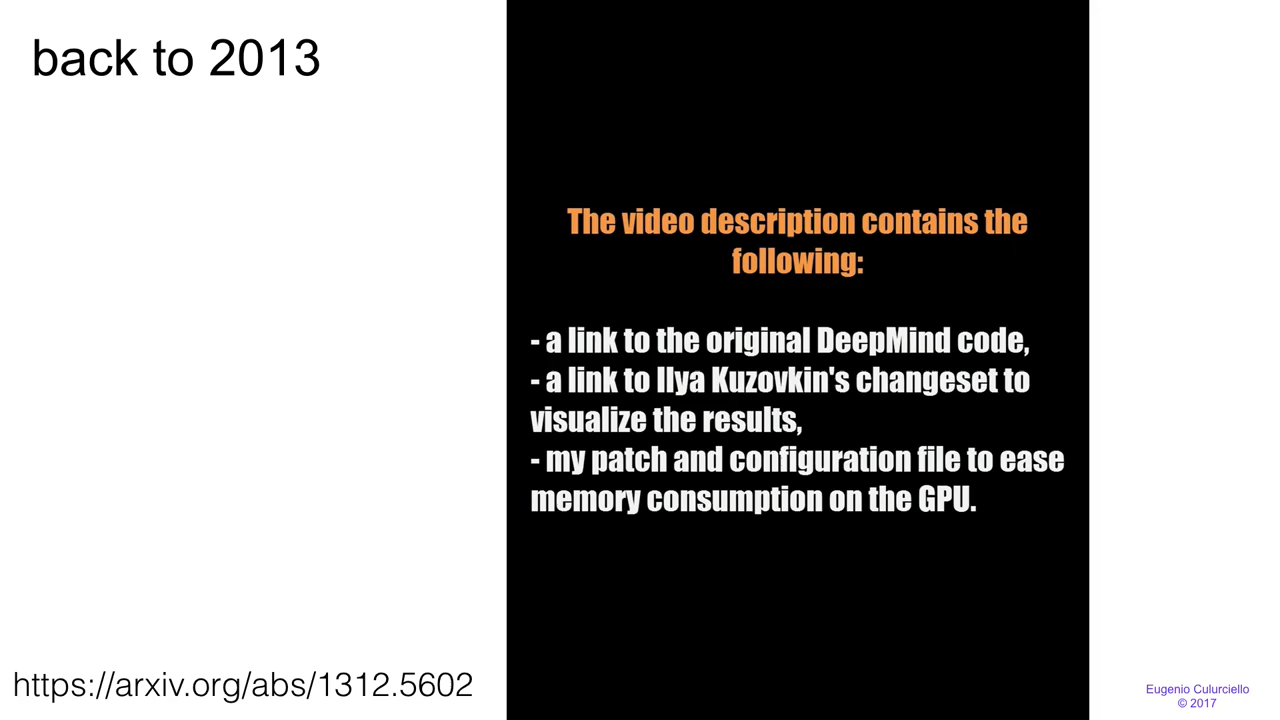 back to 2013
The video description contains the
following:
- a link to the original DeepMind code,
- a link to Ilya Kuzovkin's changeset to
visualize the results,
- my patch and configuration file to ease
memory consumption on the GPU.
https://arxiv.org/abs/1312.5602
Eugenio Culurciello
© 2017